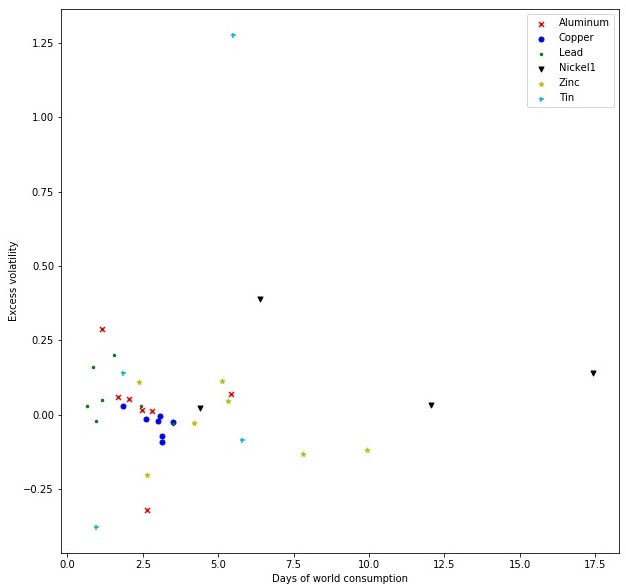 Aluminum
Copper
Lead
Nickel1
Zinc
Tin
1.25
1.00
0.75
0.50
0.25
0.00
−0.25
Excess volatility
0.0 2.5 5.0 7.5 10.0 12.5 15.0 17.5
Days of world consumption